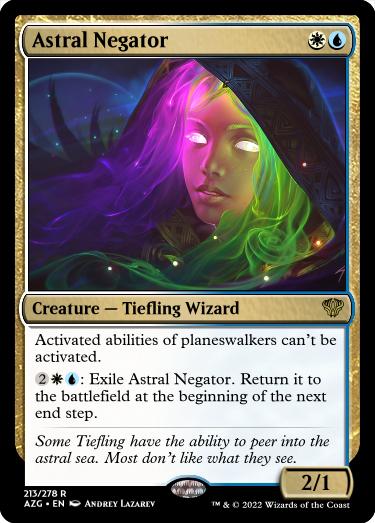 Astral Negator
Creature — Tiefling Wizard
Activated abilities of planeswalkers can't be
activated.
2: Exile Astral Negator. Return it to
the battlefield at the beginning of the next
end step.
Some Tiefling have the ability to peer into the
astral sea. Most don't like what they see.
2/1
213/278 R
AZG • EN Andrey Lazarev
™ & © 2022 Wizards of the Coast